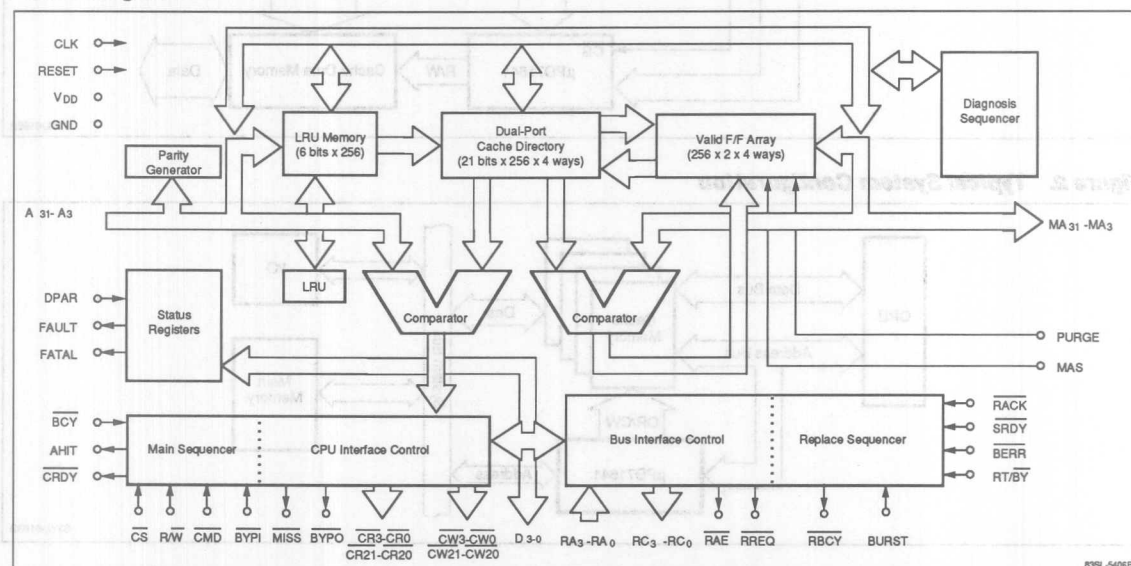 CLK
RESET
VDD
GND
Parity
Generator
LRU Memory
(6 bits x 256)
Dual-Port
Cache Directory
(21 bits x 256 x 4 ways)
Valid F/F Array
(256 x 2 x 4 ways)
Diagnosis
Sequencer
A 31- A3
MA31 -MA3
LRU
Comparator
Comparator
DPAR
FAULT
FATAL
Status
Registers
PURGE
MAS
BCY
AHIT
CRDY
Main Sequencer
CPU Interface Control
Bus Interface Control
Replace Sequencer
RACK
SRDY
BERR
RT/BY
CS
R/W
CMD
BYPI
MISS
BYPO
CR3-CR0
CR21-CR20
CW3-CW0
CW21-CW20
D 3-0
RA3 -RA0
RC3 -RC0
RAE
RREQ
RBCY
BURST